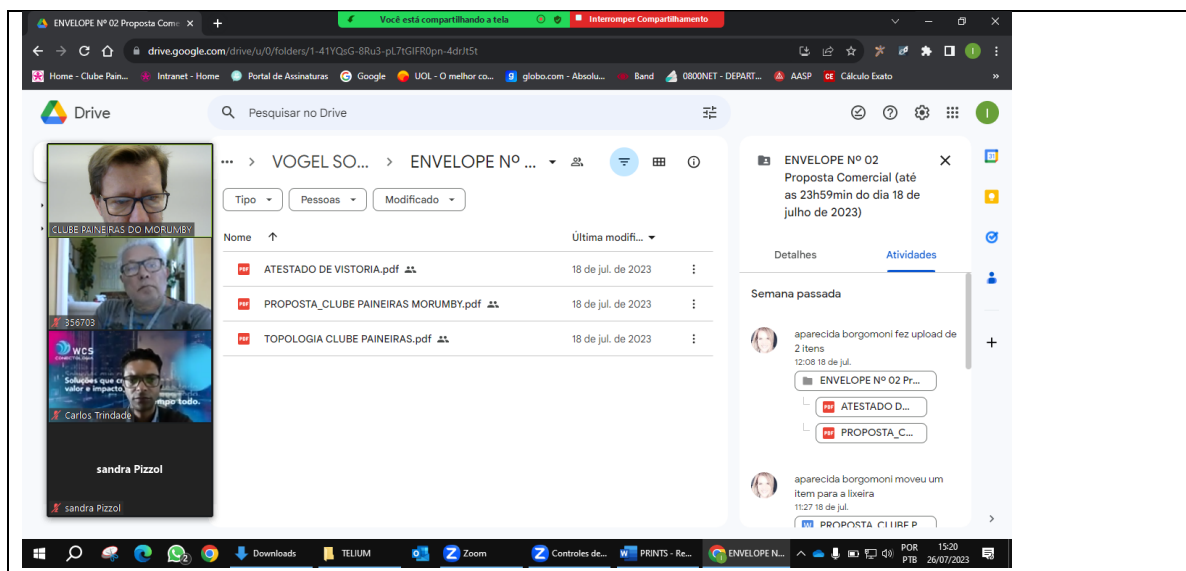 ENVELOPE Nº 02 Proposta Come
Você está compartilhando a tela
Interromper Compartilhamento
drive.google.com/drive/u/0/folders/1-41YQsG-8Ru3-pL7tGIFR0pn-4drJt5t
Home - Clube Pain...
Intranet - Home
Portal de Assinaturas
Google
UOL - O melhor co...
globo.com - Absolu...
Band
0800NET - DEPART...
AASP
Cálculo Exato
»
Drive
Pesquisar no Drive
I
... > VOGEL SO... > ENVELOPE Nº ...
Tipo
Pessoas
Modificado
Nome
Última modifi...
ATESTADO DE VISTORIA.pdf
18 de jul. de 2023
PROPOSTA_CLUBE PAINEIRAS MORUMBY.pdf
18 de jul. de 2023
TOPOLOGIA CLUBE PAINEIRAS.pdf
18 de jul. de 2023
CLUBE PAINEIRAS DO MORUMBY
356703
wcs
CONECTOLOGIA
Soluções que
valor e impacto
mpo todo.
Carlos Trindade
sandra Pizzol
sandra Pizzol
ENVELOPE Nº 02
Proposta Comercial (até
as 23h59min do dia 18 de
julho de 2023)
Detalhes
Atividades
Semana passada
aparecida borgomoni fez upload de
2 itens
12:08 18 de jul.
ENVELOPE Nº 02 Pr...
ATESTADO D...
PROPOSTA_C...
aparecida borgomoni moveu um
item para a lixeira
11:27 18 de jul.
PROPOSTA CLUBE P
Downloads
TELIUM
Zoom
Controles de...
PRINTS - Re...
ENVELOPE N...
POR
PTB
15:20
26/07/2023